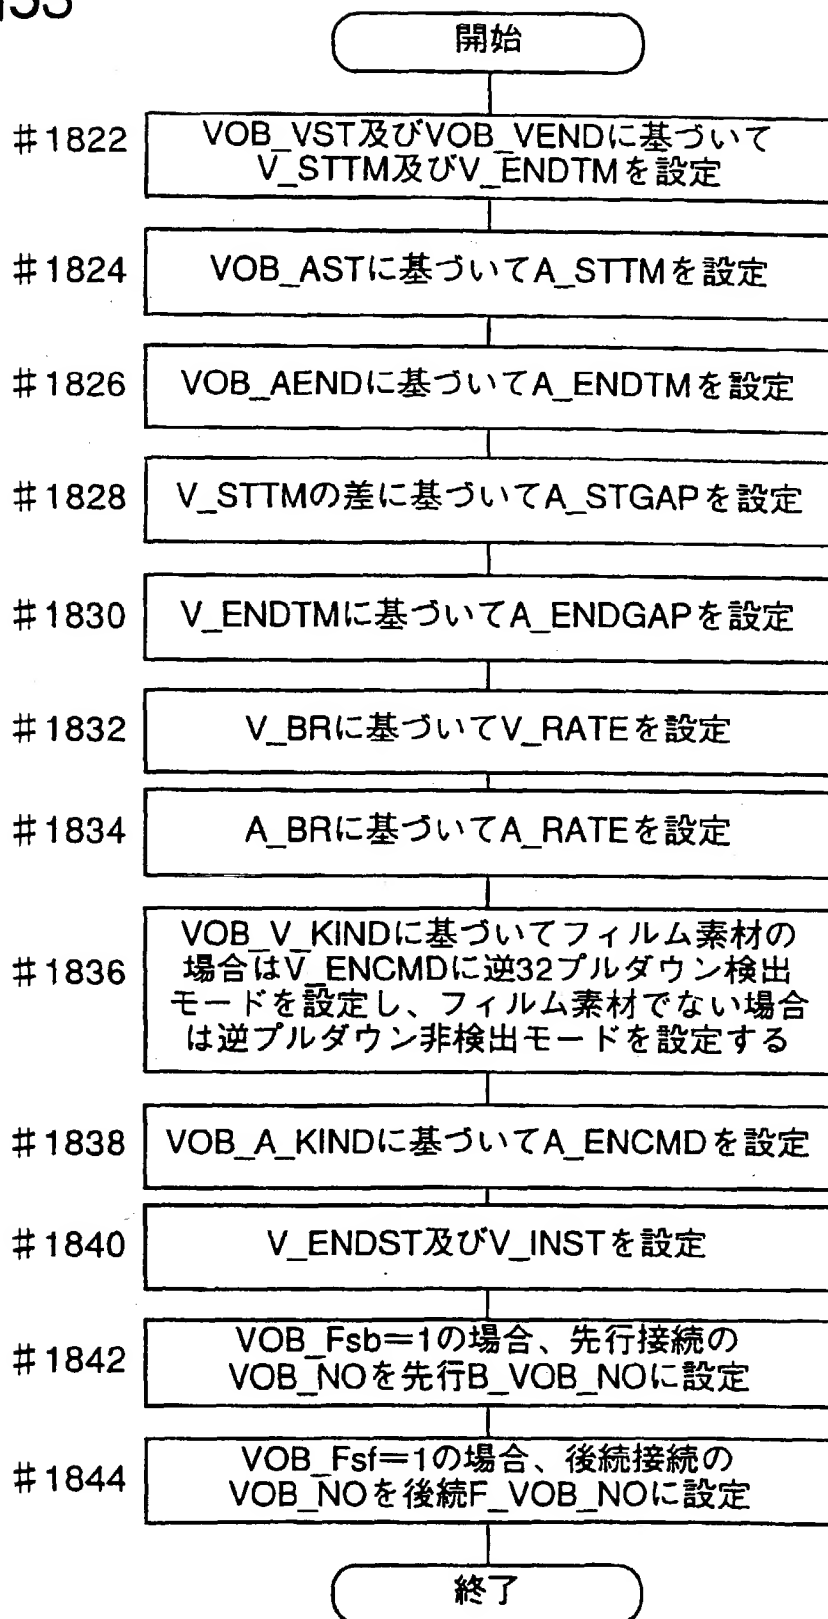 開始
#1822
VOB_VST及びVOB_VENDに基づいて
V_STTM及びV_ENDTMを設定
#1824
VOB_ASTに基づいてA_STTMを設定
#1826
VOB_AENDに基づいてA_ENDTMを設定
#1828
V_STTMの差に基づいてA_STGAPを設定
#1830
V_ENDTMに基づいてA_ENDGAPを設定
#1832
V_BRに基づいてV_RATEを設定
#1834
A_BRに基づいてA_RATEを設定
#1836
VOB_V_KINDに基づいてフィルム素材の
場合はV_ENCMDに逆32プルダウン検出
モードを設定し、フィルム素材でない場合
は逆プルダウン非検出モードを設定する
#1838
VOB_A_KINDに基づいてA_ENCMDを設定
#1840
V_ENDST及びV_INSTを設定
#1842
VOB_Fsb=1の場合、先行接続の
VOB_NOを先行B_VOB_NOに設定
#1844
VOB_Fsf=1の場合、後続接続の
VOB_NOを後続F_VOB_NOに設定
終了